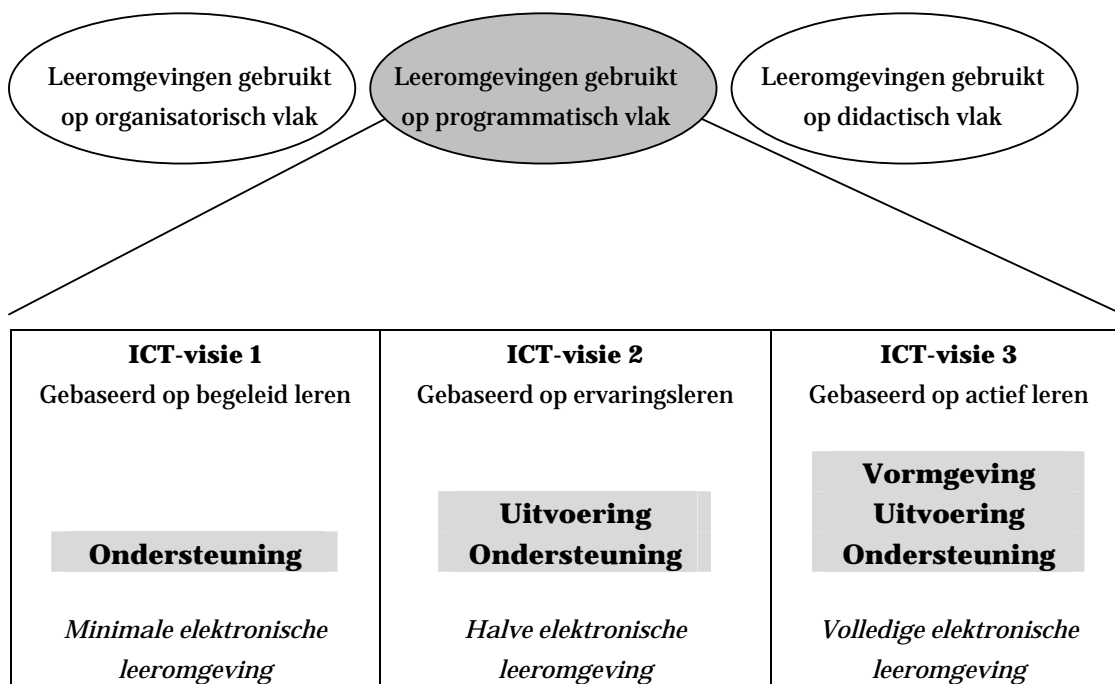 Leeromgevingen gebruikt
op organisatorisch vlak
Leeromgevingen gebruikt
op programmatisch vlak
Leeromgevingen gebruikt
op didactisch vlak
ICT-visie 1
Gebaseerd op begeleid leren
Ondersteuning
Minimale elektronische
leeromgeving
ICT-visie 2
Gebaseerd op ervaringsleren
Uitvoering
Ondersteuning
Halve elektronische
leeromgeving
ICT-visie 3
Gebaseerd op actief leren
Vormgeving
Uitvoering
Ondersteuning
Volledige elektronische
leeromgeving